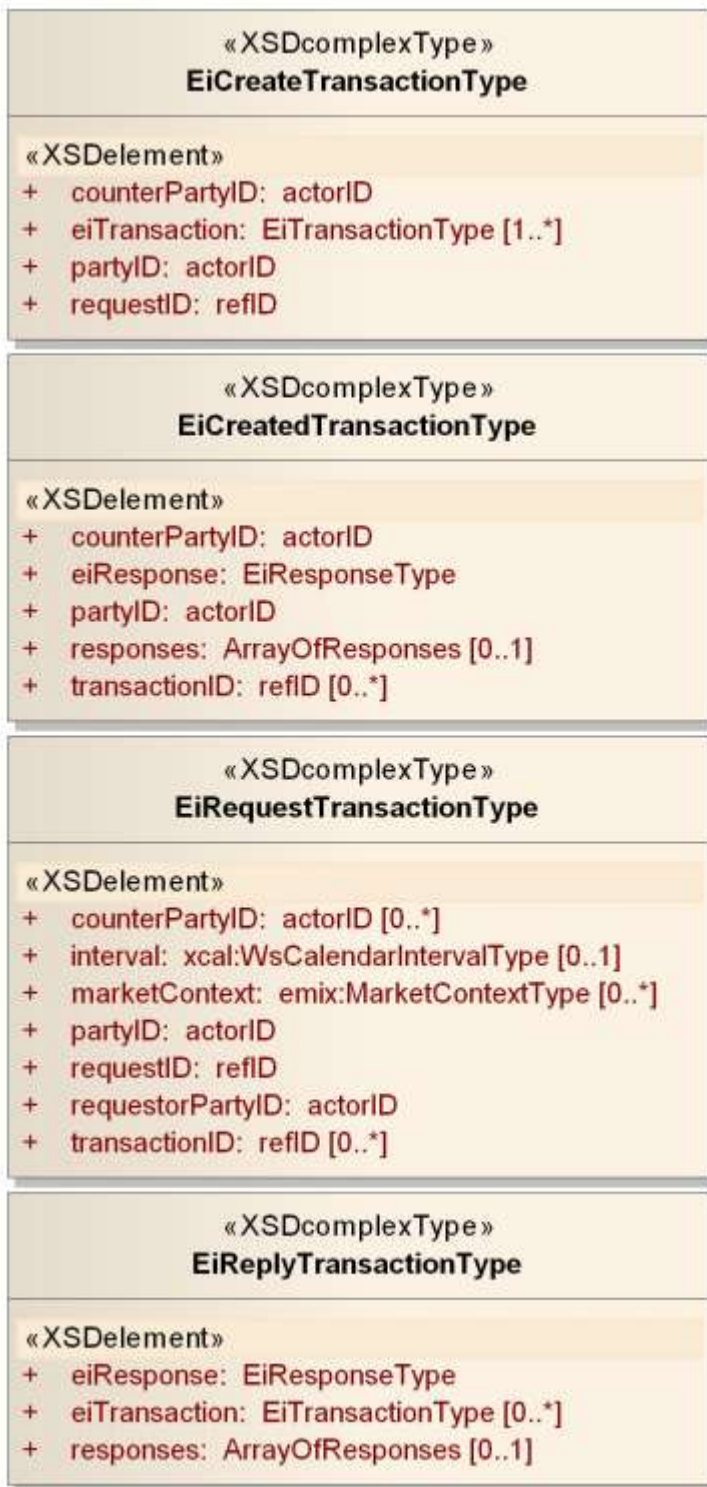 «XSDcomplexType»
EiCreateTransactionType
«XSDelement»
+ counterPartyID: actorID
+ eiTransaction: EiTransactionType [1..*]
+ partyID: actorID
+ requestID: refID
«XSDcomplexType»
EiCreatedTransactionType
«XSDelement»
+ counterPartyID: actorID
+ eiResponse: EiResponseType
+ partyID: actorID
+ responses: ArrayOfResponses [0..1]
+ transactionID: refID [0..*]
«XSDcomplexType»
EiRequestTransactionType
«XSDelement»
+ counterPartyID: actorID [0..*]
+ interval: xcal:WsCalendarIntervalType [0..1]
+ marketContext: emix:MarketContextType [0..*]
+ partyID: actorID
+ requestID: refID
+ requestorPartyID: actorID
+ transactionID: refID [0..*]
«XSDcomplexType»
EiReplyTransactionType
«XSDelement»
+ eiResponse: EiResponseType
+ eiTransaction: EiTransactionType [0..*]
+ responses: ArrayOfResponses [0..1]